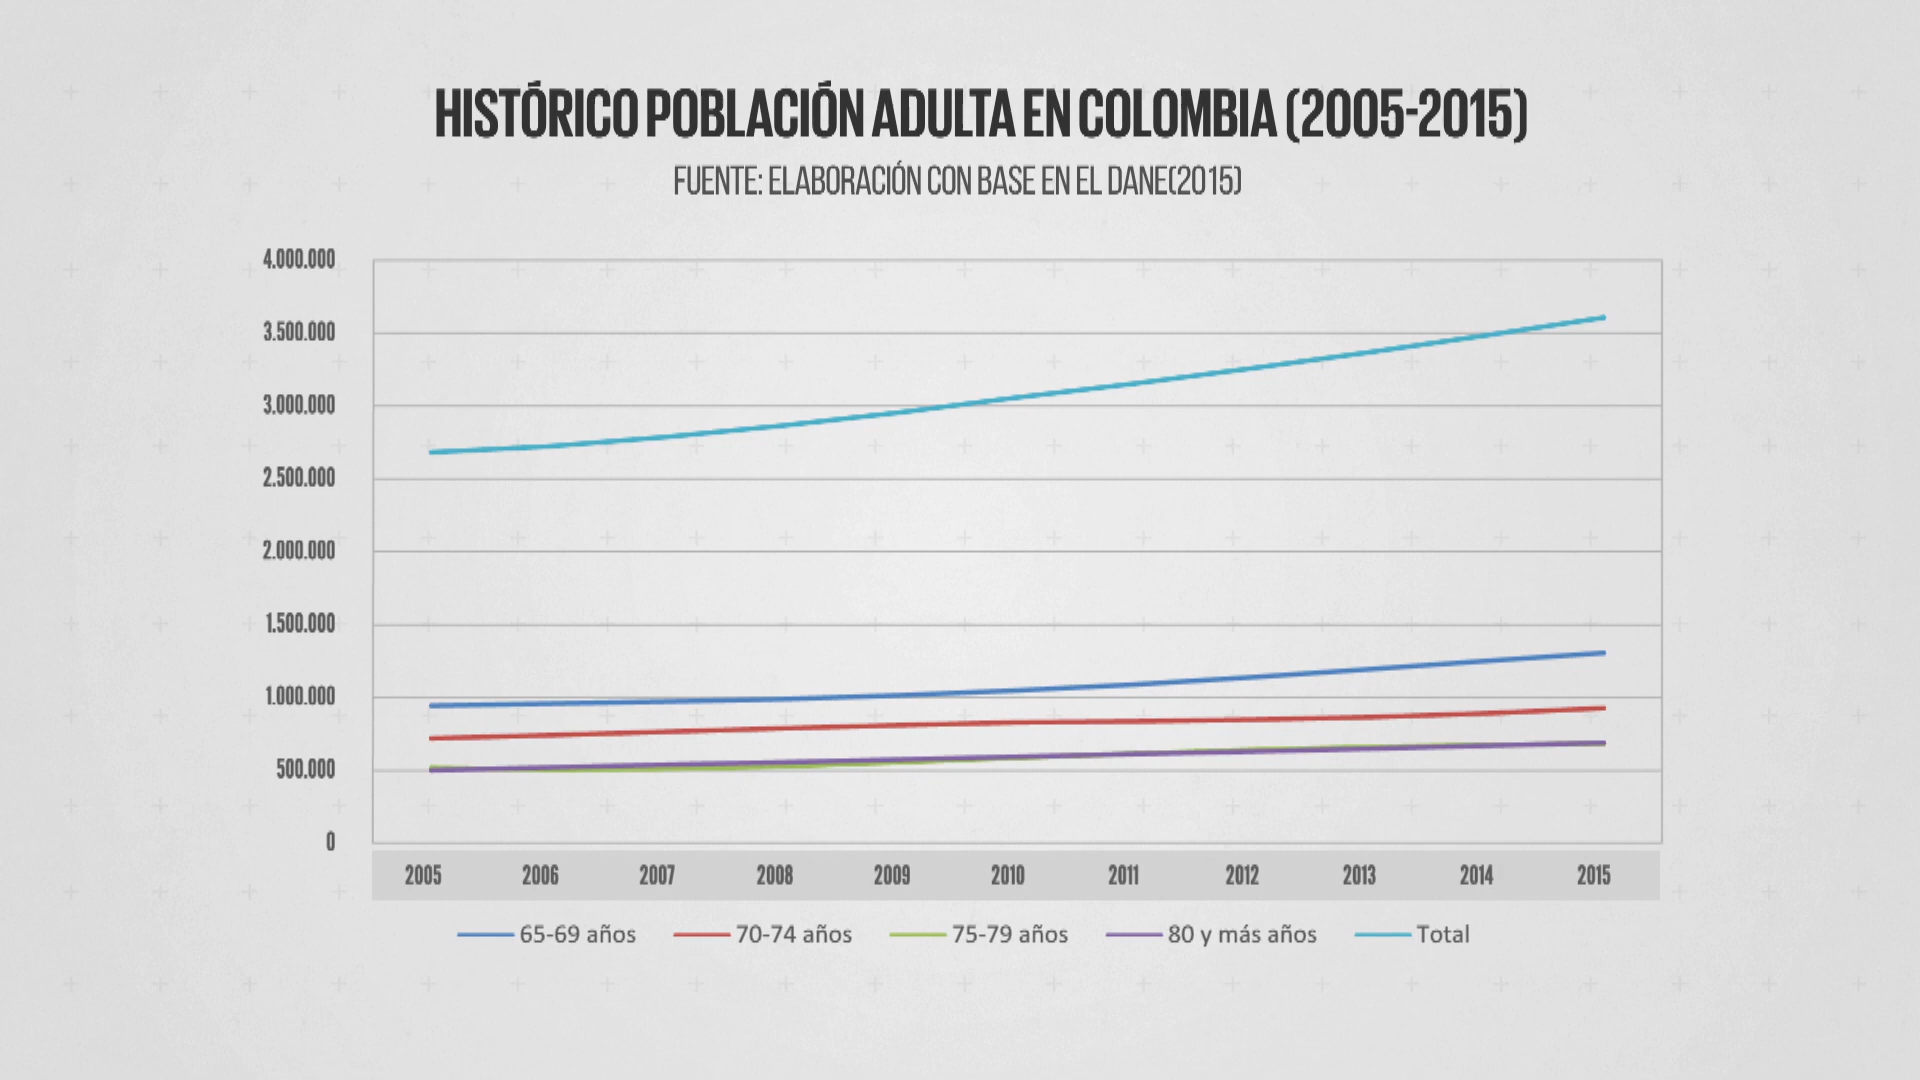 HISTÓRICO POBLACIÓN ADULTA EN COLOMBIA (2005-2015)
FUENTE: ELABORACIÓN CON BASE EN EL DANE(2015)
4.000.000
3.500.000
3.000.000
2.500.000
2.000.000
1.500.000
1.000.000
500.000
0
2005 2006 2007 2008 2009 2010 2011 2012 2013 2014 2015
65-69 años 70-74 años 75-79 años 80 y más años Total